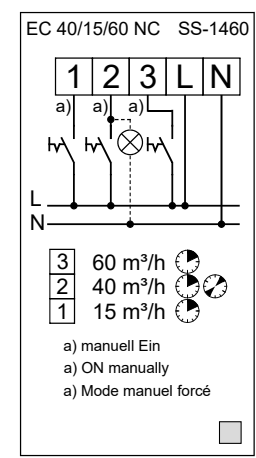 EC 40/15/60 NC SS-1460
1 2 3 L N
a) a) a)
L
N
3 60 m³/h
2 40 m³/h
1 15 m³/h
a) manuell Ein
a) ON manually
a) Mode manuel forcé